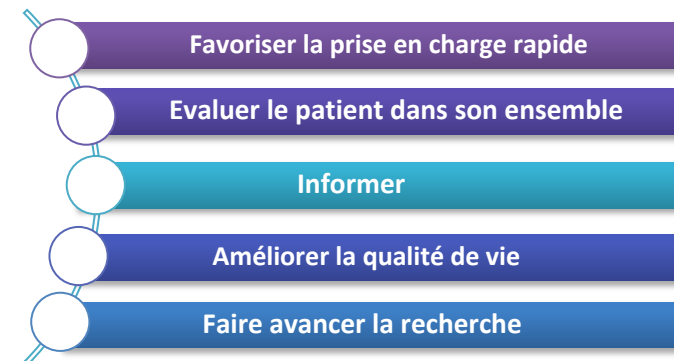 Favoriser la prise en charge rapide
Evaluer le patient dans son ensemble
Informer
Améliorer la qualité de vie
Faire avancer la recherche